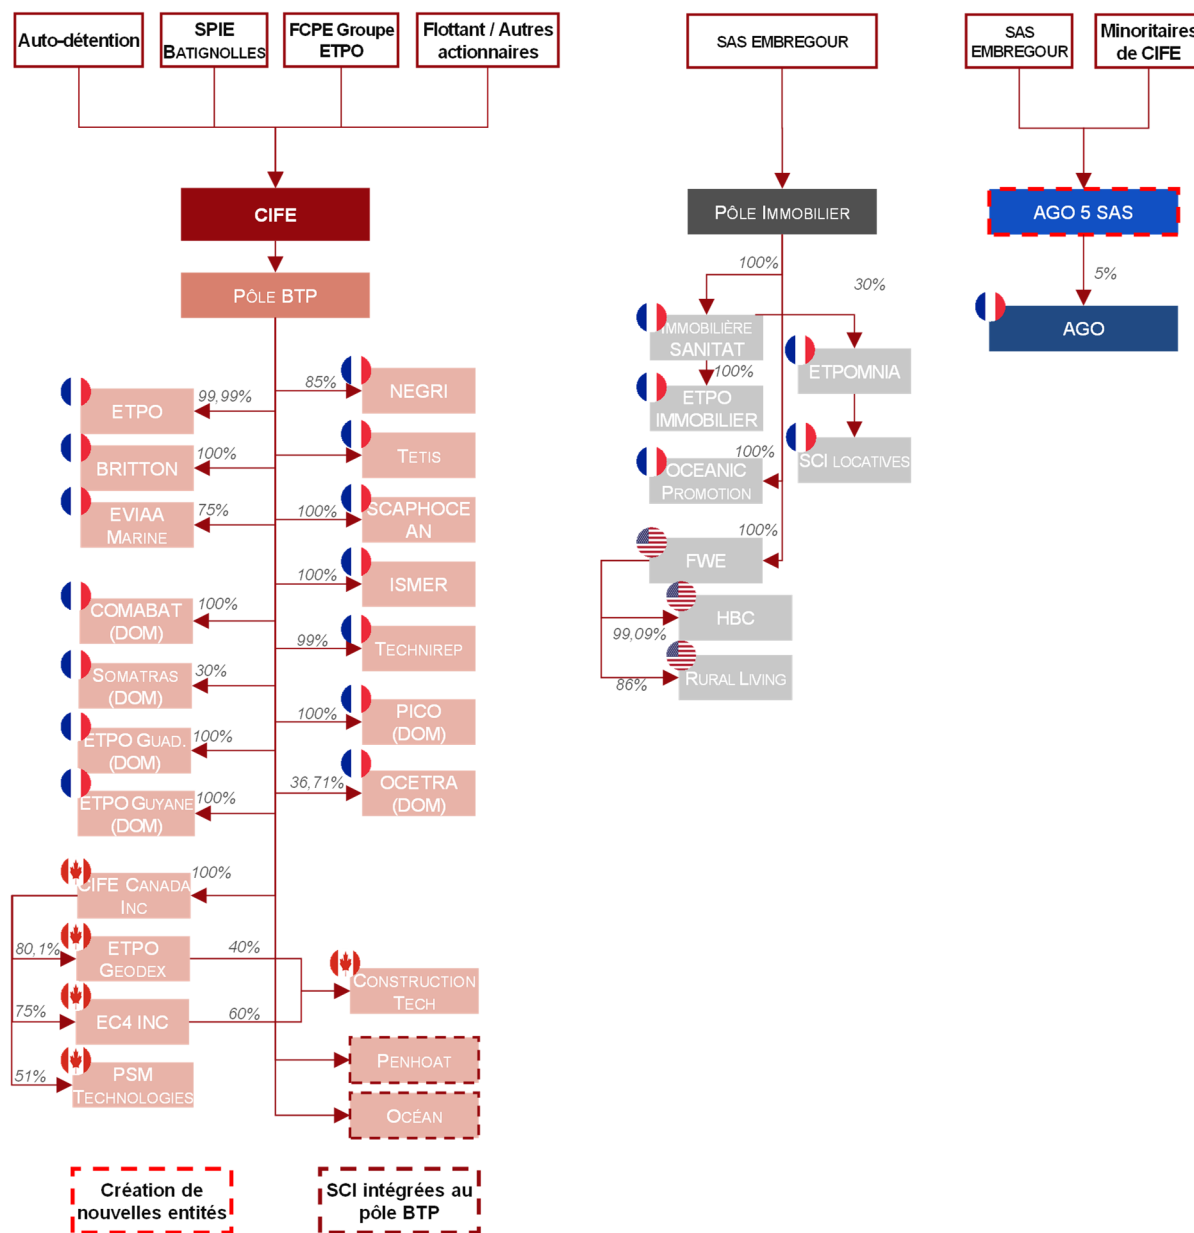 Auto-détention
SPIE
BATIGNOLLES
FCPE Groupe
ETPO
Flottant / Autres
actionnaires
SAS EMBREGOUR
SAS
EMBREGOUR
Minoritaires
de CIFE
CIFE
PÔLE BTP
PÔLE IMMOBILIER
AGO 5 SAS
5%
AGO
100%
30%
IMMOBILIÈRE
SANITAT
100%
ETPO
IMMOBILIER
ETPOMNIA
SCI LOCATIVES
100%
OCEANIC
PROMOTION
100%
FWE
99,09%
HBC
86%
RURAL LIVING
99,99%
ETPO
85%
NEGRI
100%
BRITTON
TETIS
75%
EVIAA
MARINE
100%
SCAPHOCE
AN
100%
ISMER
100%
COMABAT
(DOM)
99%
TECHNIREP
30%
SOMATRAS
(DOM)
100%
PICO
(DOM)
100%
ETPO GUAD.
(DOM)
36,71%
OCETRA
(DOM)
100%
ETPO GUYANE
(DOM)
100%
CIFE CANADA
INC
80,1%
ETPO
GEODEX
40%
CONSTRUCTION
TECH
75%
EC4 INC
60%
51%
PSM
TECHNOLOGIES
PENHOAT
OCÉAN
Création de
nouvelles entités
SCI intégrées au
pôle BTP